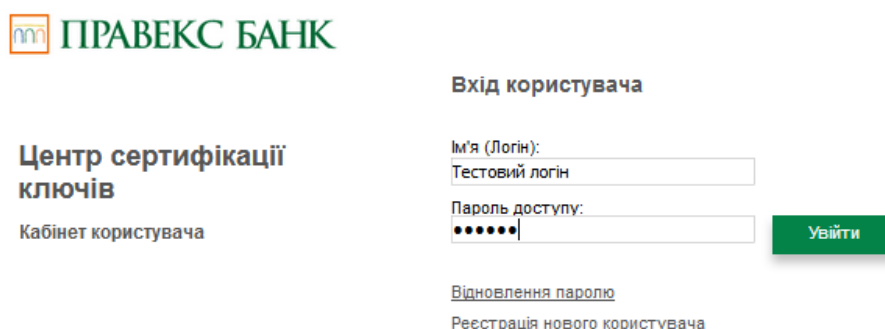 ПРАВЕКС БАНК
Вхід користувача
Центр сертифікації
ключів
Кабінет користувача
Ім'я (Логін):
Тестовий логін
Пароль доступу:
••••••
Увійти
Відновлення паролю
Реєстрація нового користувача